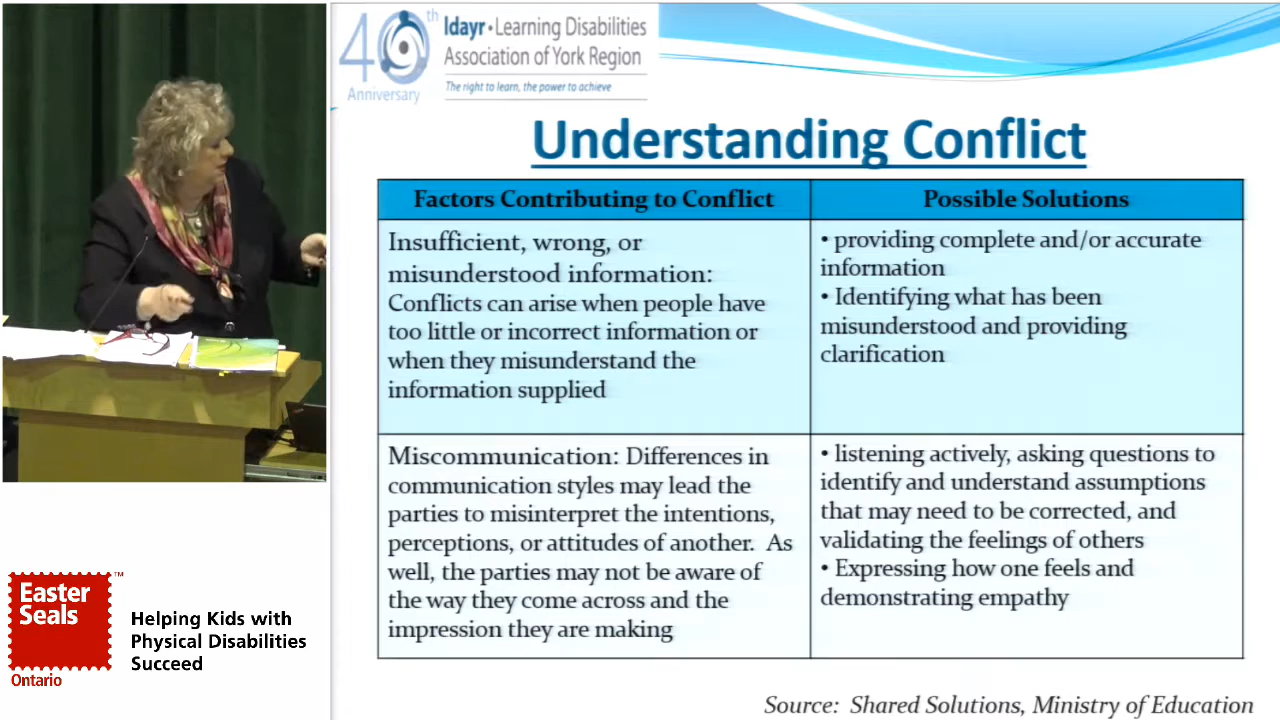 40th Anniversary
ldayr • Learning Disabilities
Association of York Region
The right to learn, the power to achieve
Understanding Conflict
Factors Contributing to Conflict
Possible Solutions
Insufficient, wrong, or
misunderstood information:
Conflicts can arise when people have
too little or incorrect information or
when they misunderstand the
information supplied
• providing complete and/or accurate
information
• Identifying what has been
misunderstood and providing
clarification
Miscommunication: Differences in
communication styles may lead the
parties to misinterpret the intentions,
perceptions, or attitudes of another.  As
well, the parties may not be aware of
the way they come across and the
impression they are making
• listening actively, asking questions to
identify and understand assumptions
that may need to be corrected, and
validating the feelings of others
• Expressing how one feels and
demonstrating empathy
Source:  Shared Solutions, Ministry of Education
Easter
Seals™
Ontario
Helping Kids with
Physical Disabilities
Succeed